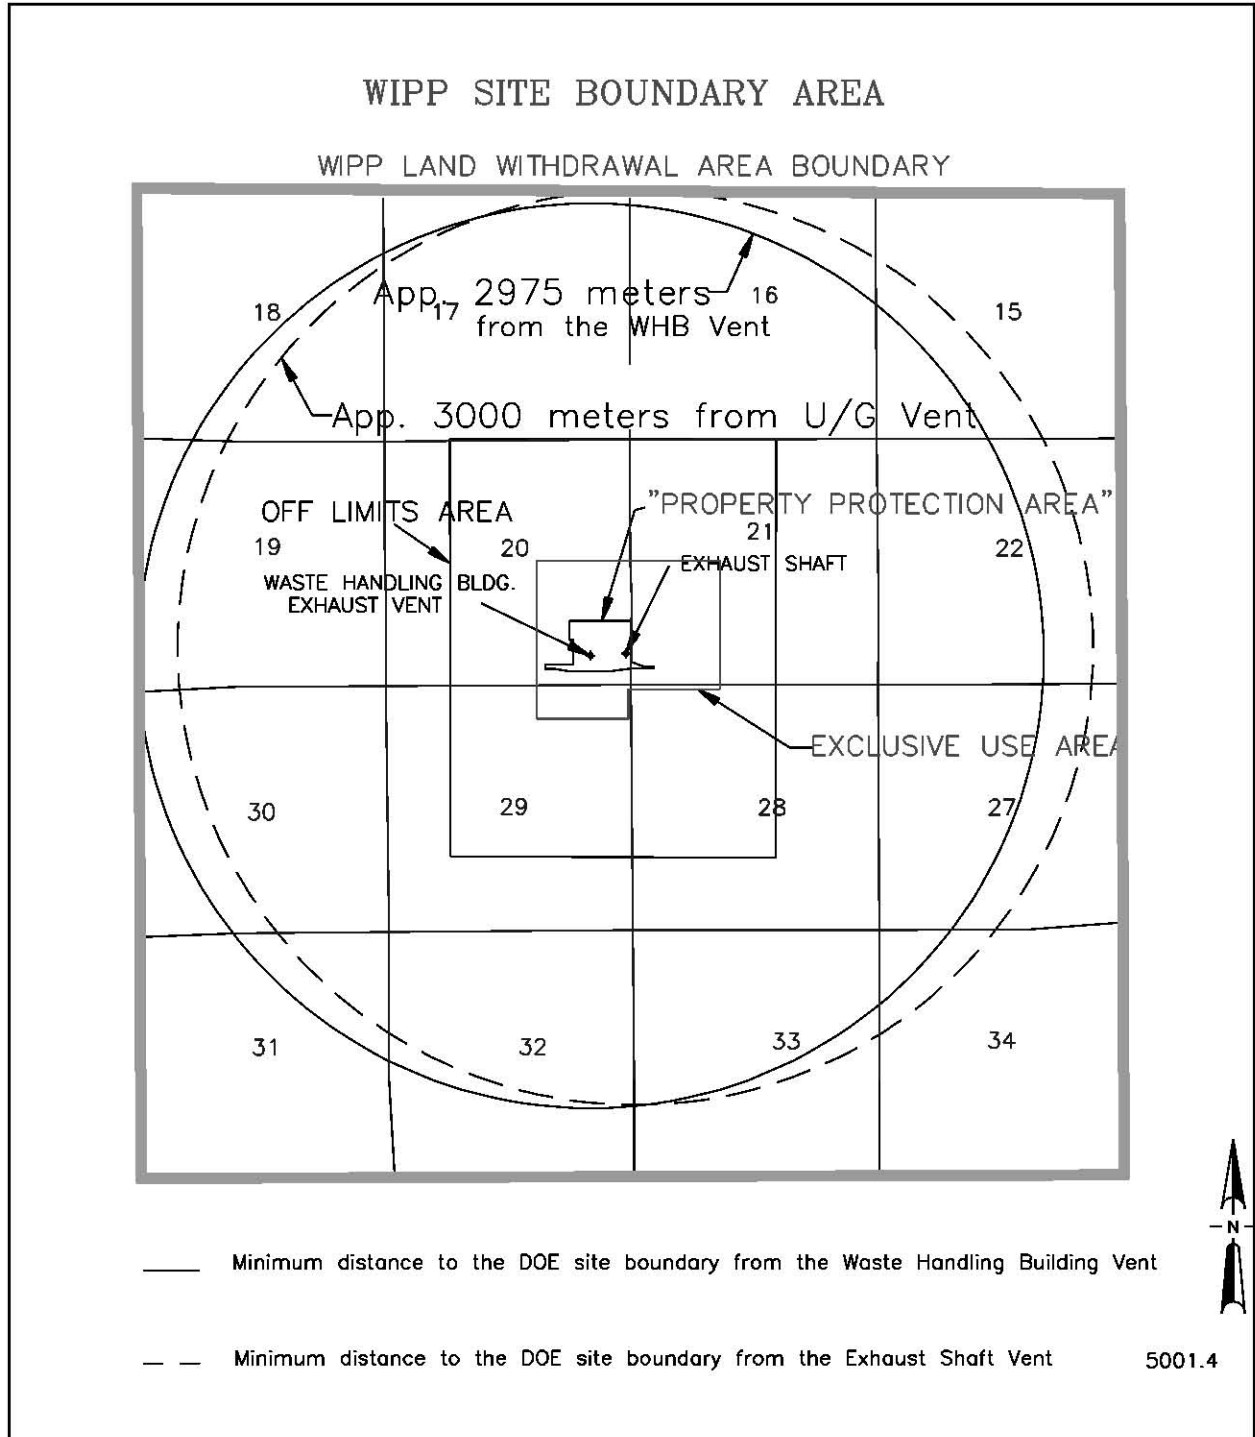 WIPP SITE BOUNDARY AREA
WIPP LAND WITHDRAWAL AREA BOUNDARY
18
App. 2975 meters
17
16
15
from the WHB Vent
App. 3000 meters from U/G Vent
OFF LIMITS AREA
"PROPERTY PROTECTION AREA"
19
20
21
22
EXHAUST SHAFT
WASTE HANDLING BLDG.
EXHAUST VENT
EXCLUSIVE USE AREA
30
29
28
27
31
32
33
34
N
Minimum distance to the DOE site boundary from the Waste Handling Building Vent
Minimum distance to the DOE site boundary from the Exhaust Shaft Vent
5001.4